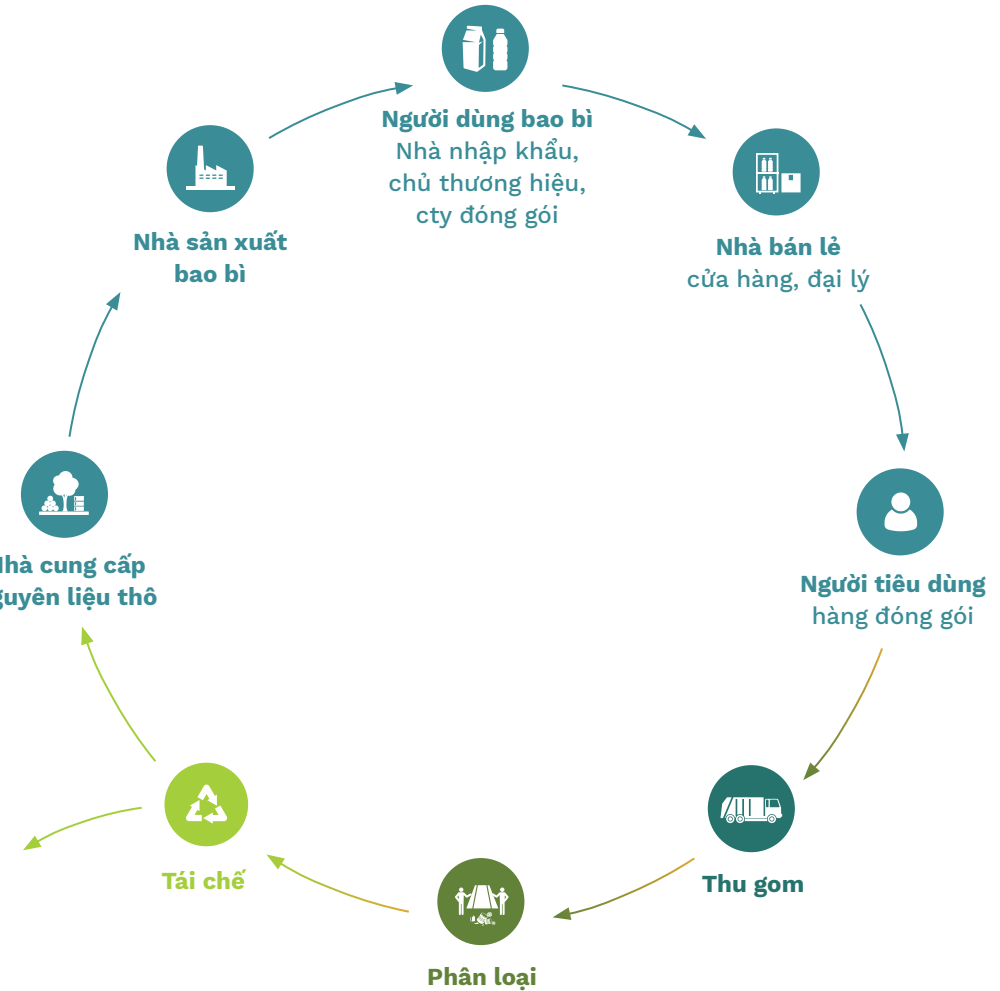 Người dùng bao bì
Nhà nhập khẩu,
chủ thương hiệu,
cty đóng gói
Nhà sản xuất
bao bì
Nhà bán lẻ
cửa hàng, đại lý
cung cấp
liệu thô
Người tiêu dùng
hàng đóng gói
Thu gom
Tái chế
Phân loại